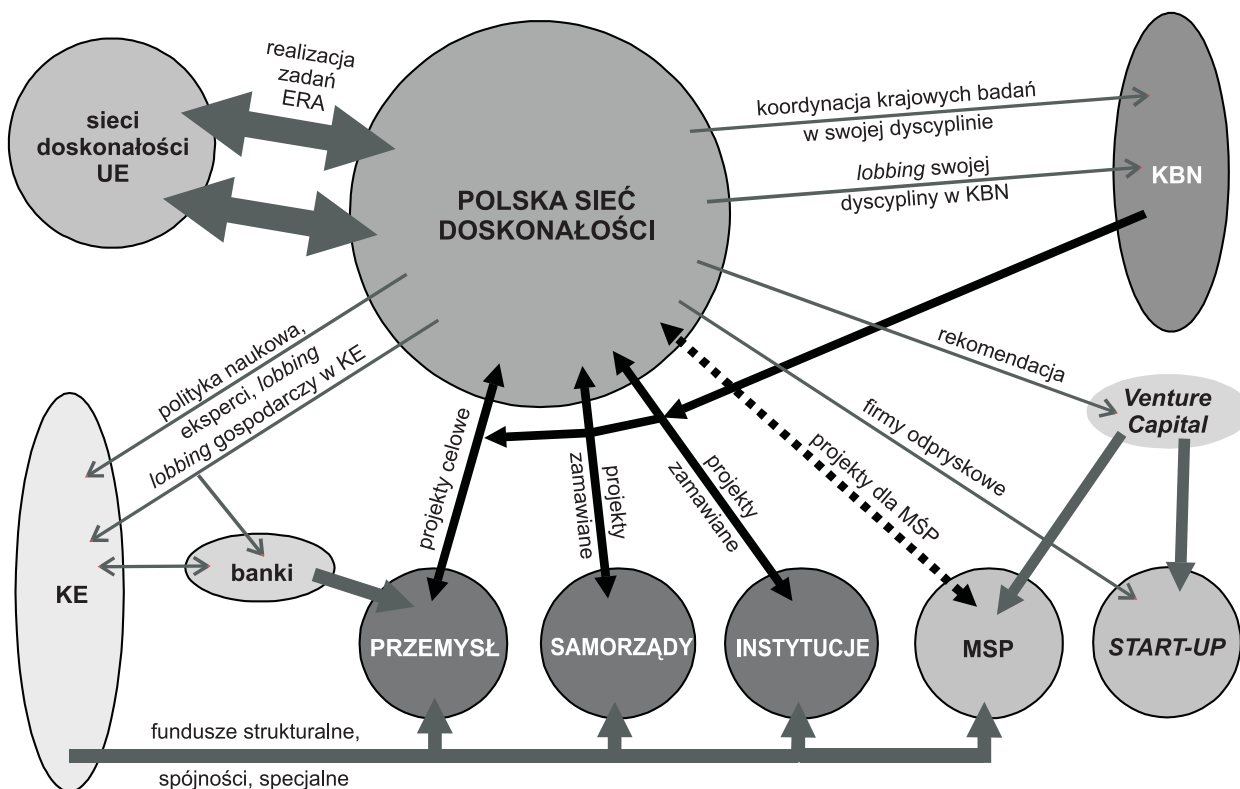 realizacja
zadań
ERA
sieci
doskonałości
UE
POLSKA SIEĆ
DOSKONAŁOŚCI
koordynacja krajowych badań
w swojej dyscyplinie
lobbing swojej
dyscypliny w KBN
KBN
polityka naukowa,
eksperci, lobbing
lobbing gospodarczy w KE
rekomendacja
firmy odpryskowe
Venture
Capital
projekty celowe
projekty
zamawiane
projekty
zamawiane
projekty dla MŚP
KE
banki
PRZEMYSŁ
SAMORZĄDY
INSTYTUCJE
MSP
START-UP
fundusze strukturalne,
spójności, specjalne